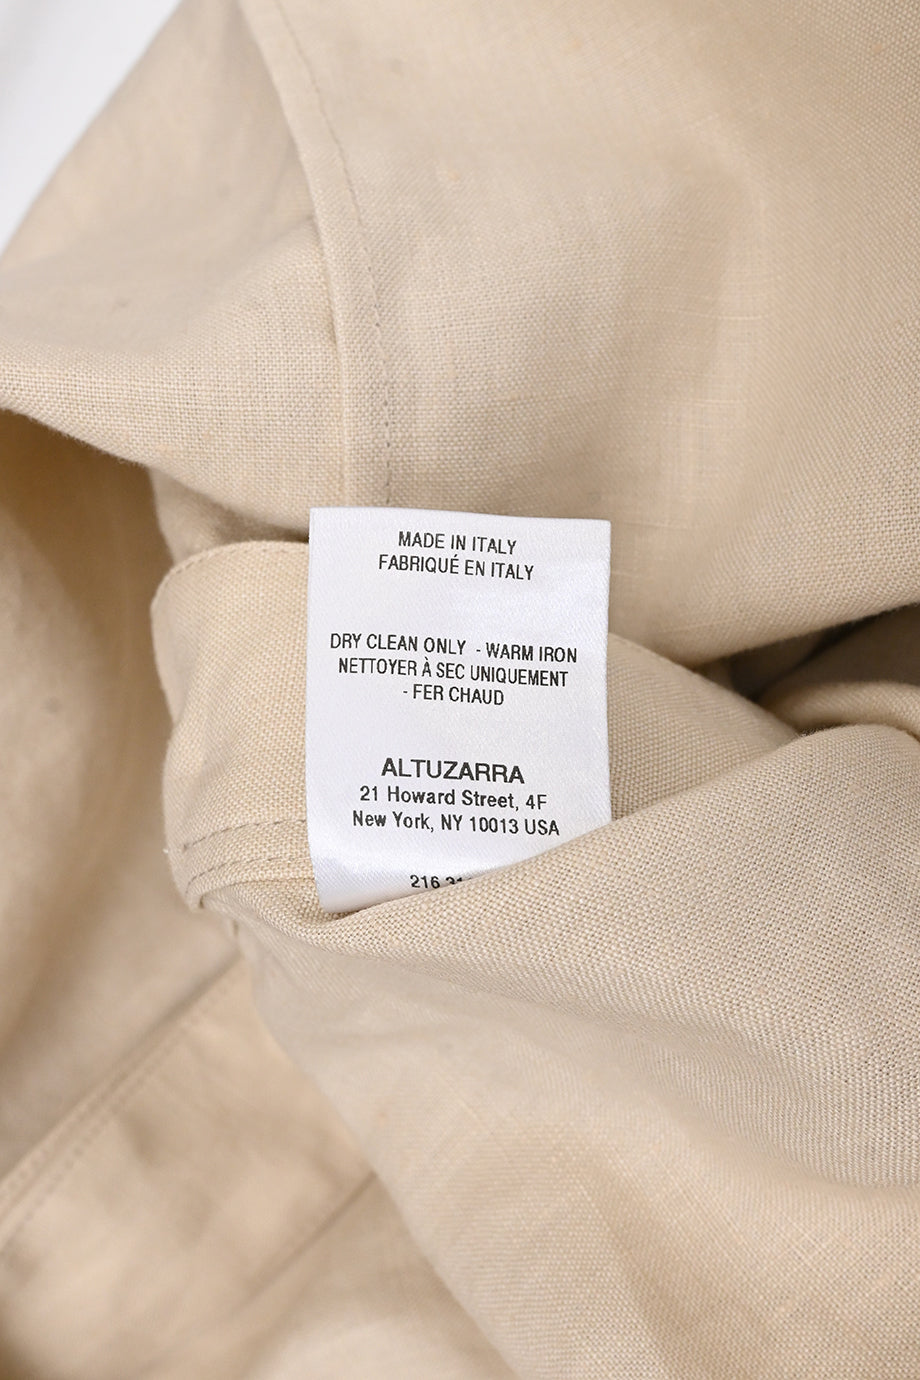 MADE IN ITALY
FABRIQUÉ EN ITALY
DRY CLEAN ONLY - WARM IRON
NETTOYER À SEC UNIQUEMENT
- FER CHAUD
ALTUZARRA
21 Howard Street, 4F
New York, NY 10013 USA
216